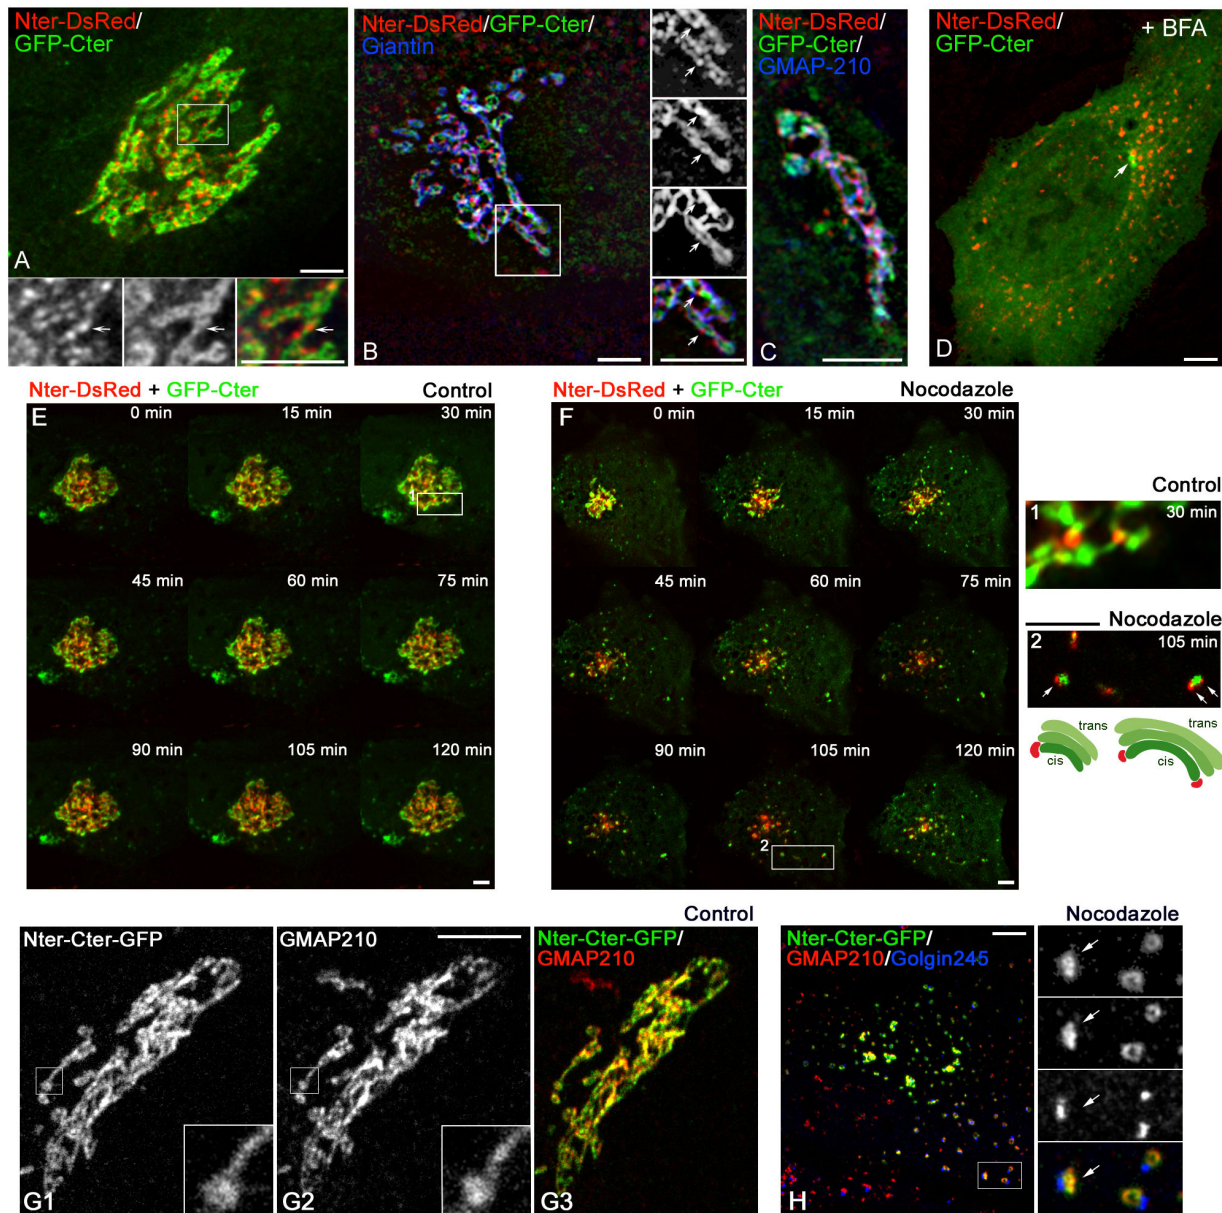 Nter-DsRed/
GFP-Cter
A
Nter-DsRed/GFP-Cter/
Giantin
B
Nter-DsRed/
GFP-Cter/
GMAP-210
C
Nter-DsRed/
GFP-Cter
+ BFA
D
Nter-DsRed + GFP-Cter
Control
E
0 min
15 min
30 min
1
45 min
60 min
75 min
90 min
105 min
120 min
Nter-DsRed + GFP-Cter
Nocodazole
F
0 min
15 min
30 min
45 min
60 min
75 min
90 min
105 min
120 min
2
Control
1
30 min
Nocodazole
2
105 min
trans
cis
trans
cis
Control
Nter-Cter-GFP
G1
GMAP210
G2
Nter-Cter-GFP/
GMAP210
G3
Nocodazole
Nter-Cter-GFP/
GMAP210/Golgin245
H